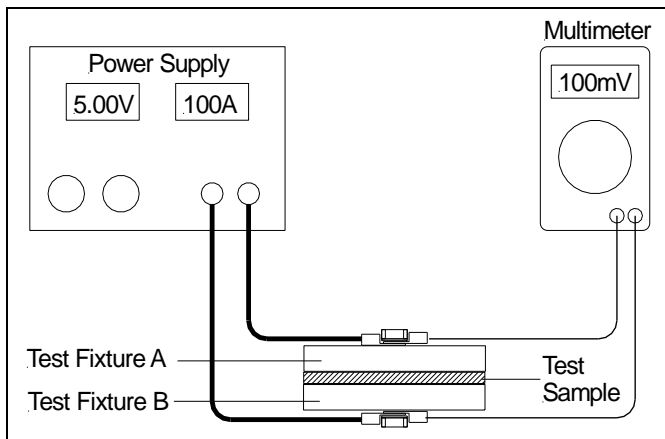 Multimeter
Power Supply
100mV
5.00V
100A
Test Fixture A
Test
Sample
Test Fixture B